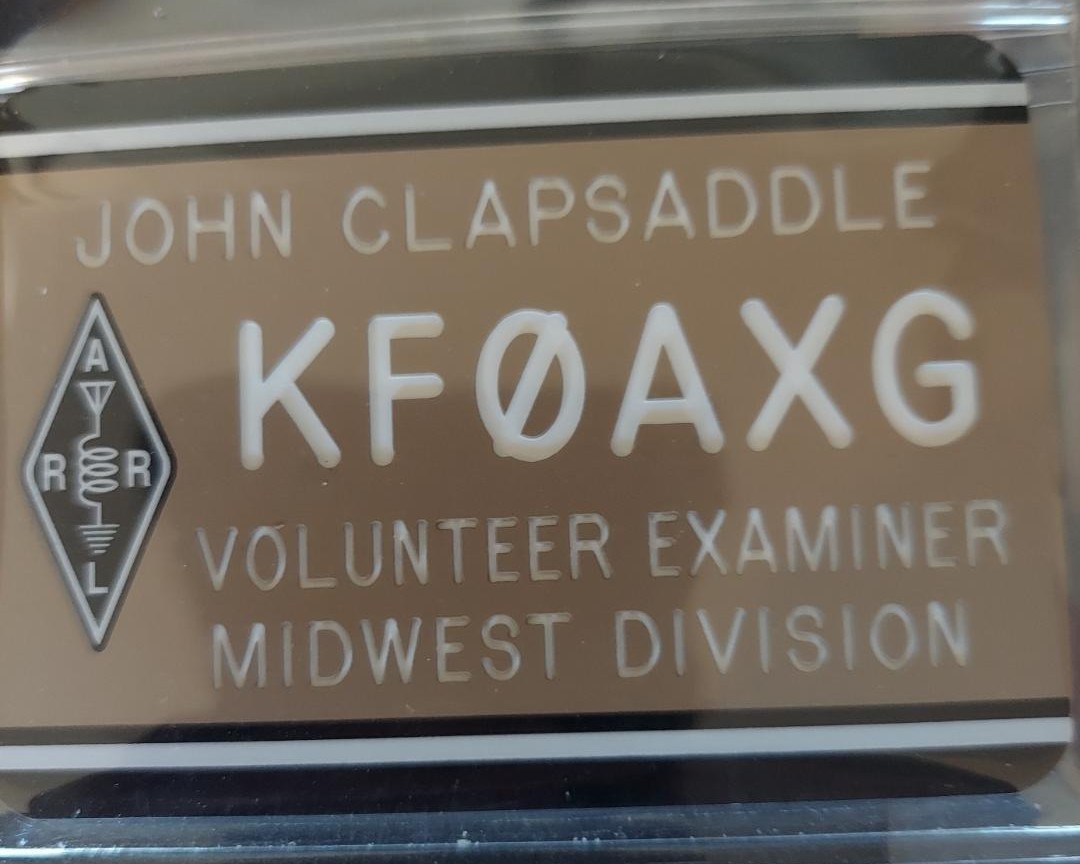 JOHN CLAPSADDLE
KFØAXG
A
R R
L
VOLUNTEER EXAMINER
MIDWEST DIVISION